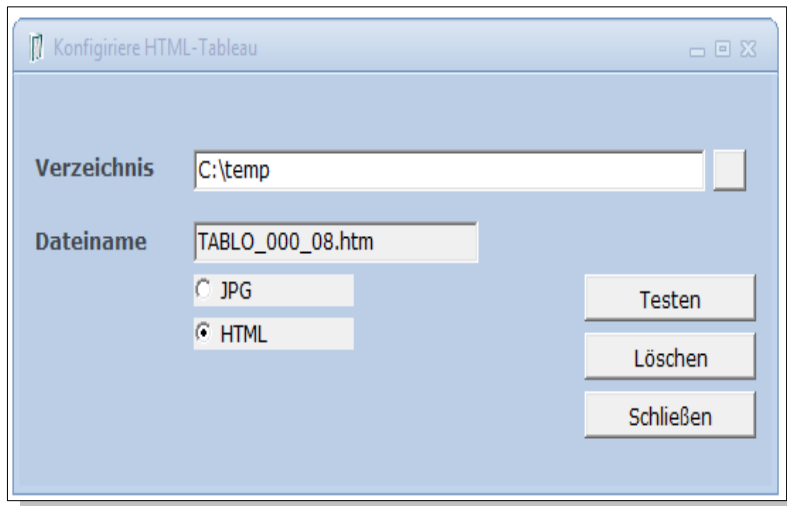 Konfigiriere HTML-Tableau
Verzeichnis C:\temp
Dateiname TABLO_000_08.htm
JPG
HTML
Testen
Löschen
Schließen